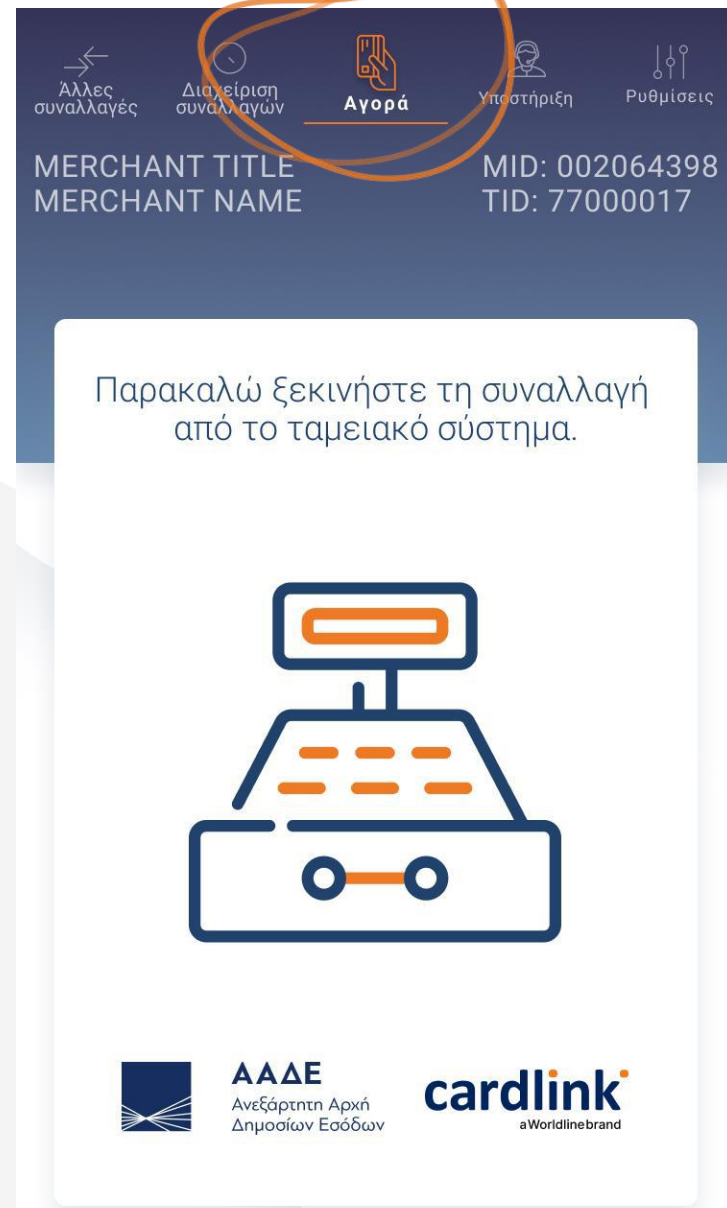 Άλλες
συναλλαγές
Διαχείριση
συναλλαγών
Αγορά
Υποστήριξη
Ρυθμίσεις
MERCHANT TITLE
MERCHANT NAME
MID: 002064398
TID: 77000017
Παρακαλώ ξεκινήστε τη συναλλαγή
από το ταμειακό σύστημα.
ΑΑΔΕ
Ανεξάρτητη Αρχή
Δημοσίων Εσόδων
cardlink
a Worldline brand